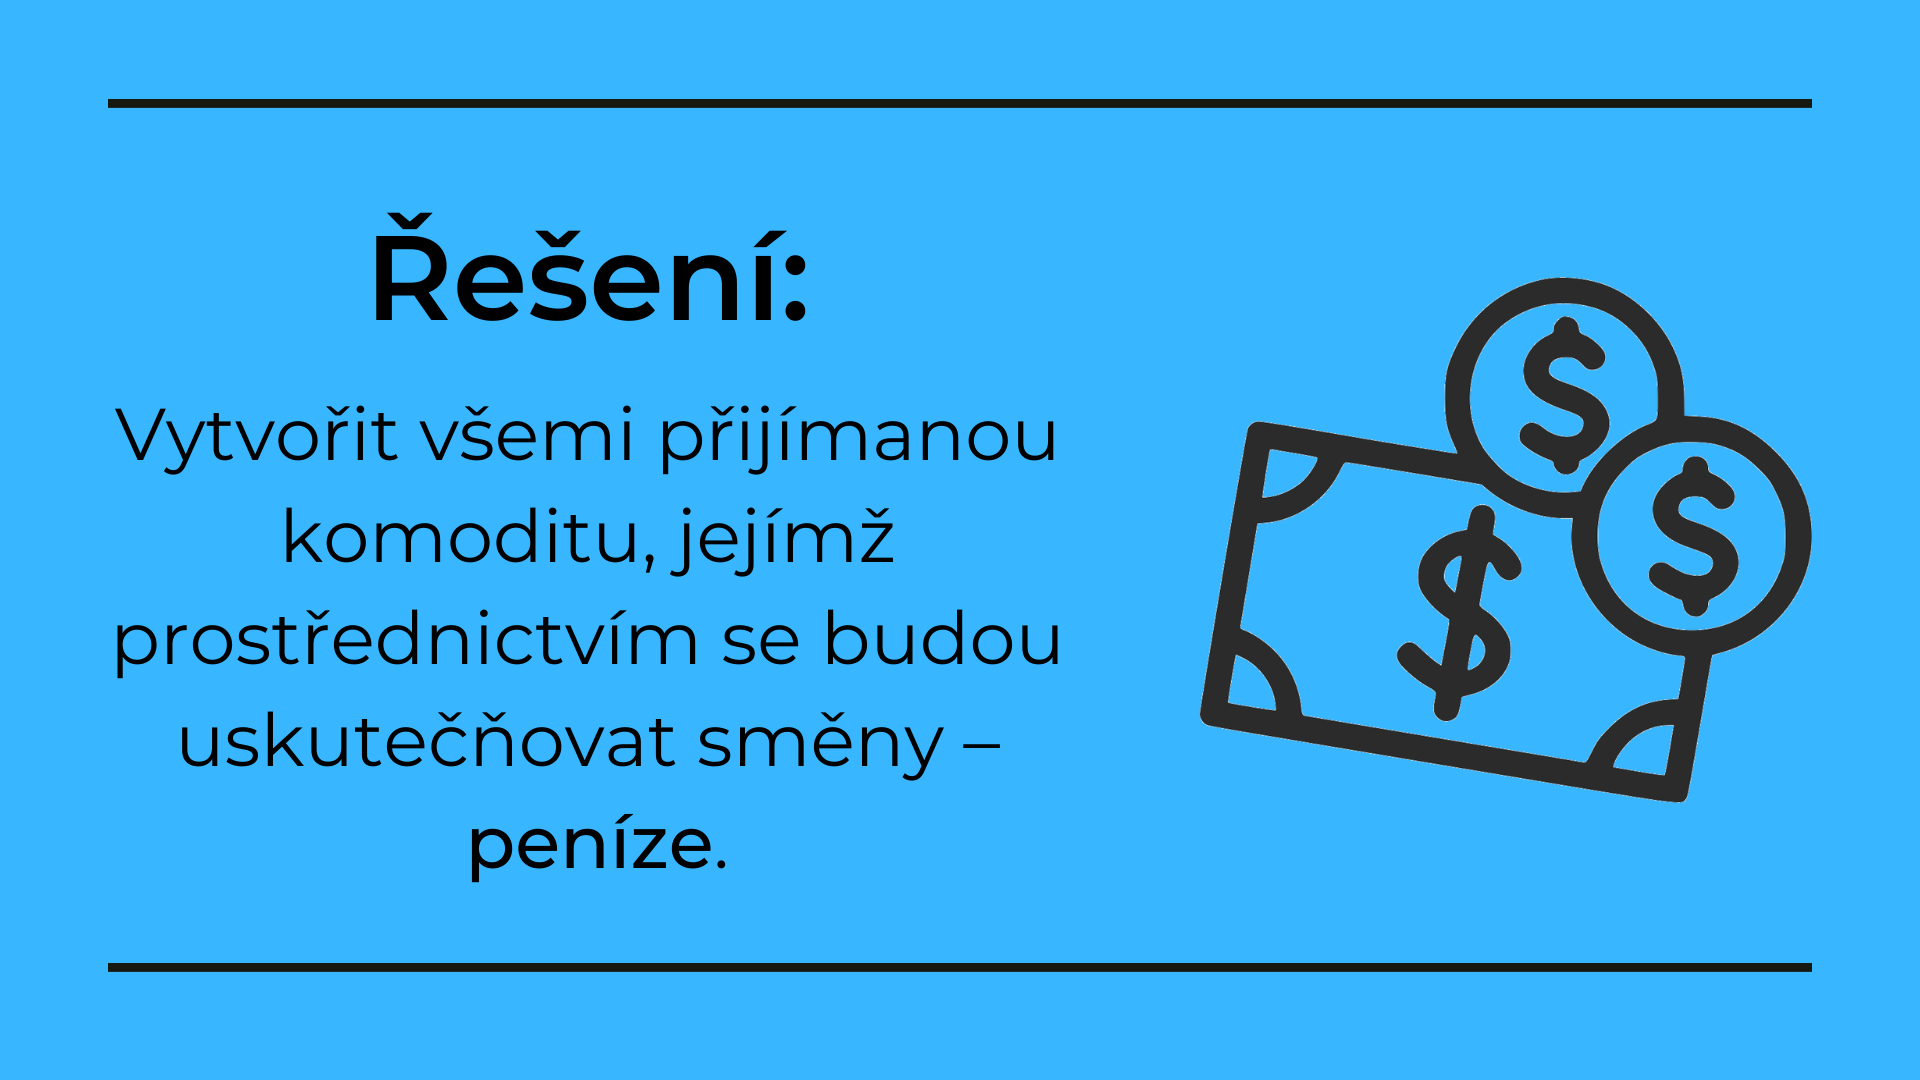 Řešení:
Vytvořit všemi přijímanou
komoditu, jejímž
prostřednictvím se budou
uskutečňovat směny –
peníze.
$
$
$